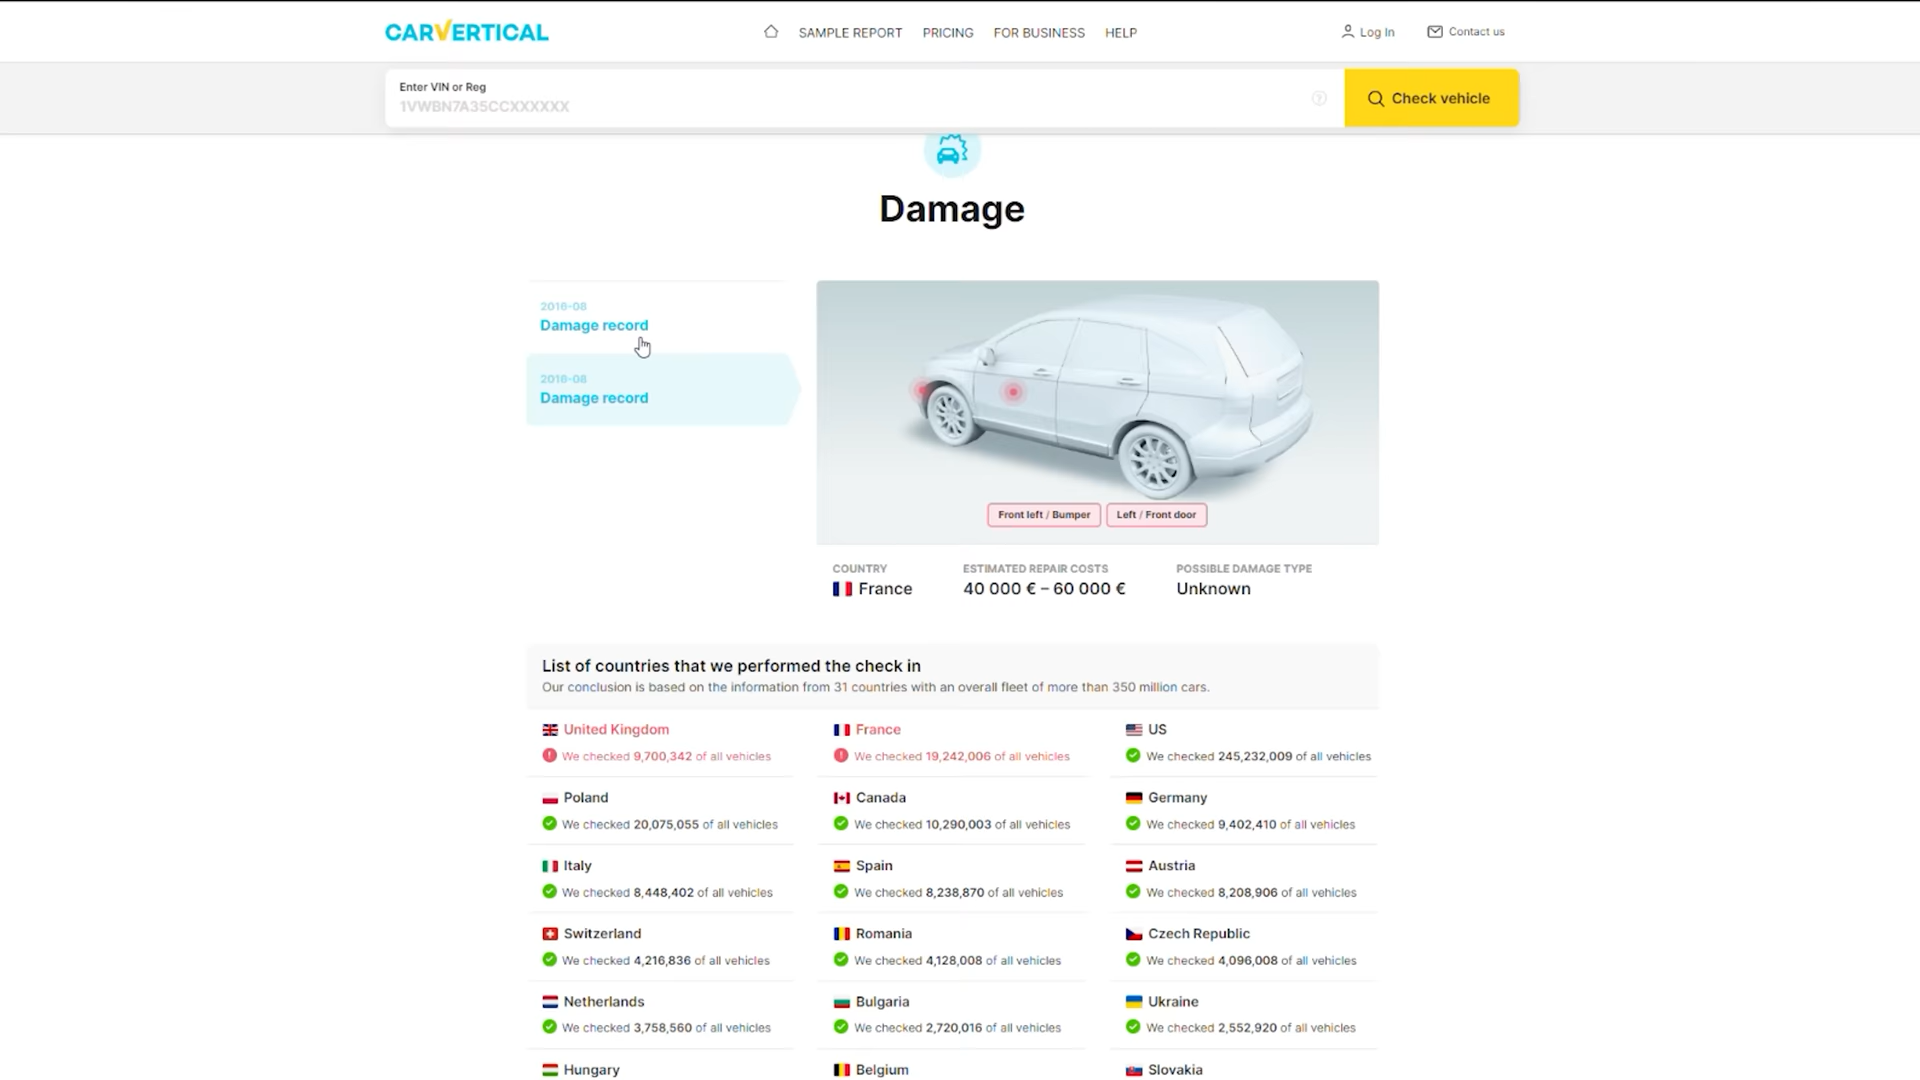 CARVERTICAL
SAMPLE REPORT
PRICING
FOR BUSINESS
HELP
Log In
Contact us
Enter VIN or Reg
1VWBN7A35CCXXXXXX
Check vehicle
Damage
2016-08
Damage record
2016-08
Damage record
Front left / Bumper
Left / Front door
COUNTRY
France
ESTIMATED REPAIR COSTS
40 000 € – 60 000 €
POSSIBLE DAMAGE TYPE
Unknown
List of countries that we performed the check in
Our conclusion is based on the information from 31 countries with an overall fleet of more than 350 million cars.
United Kingdom
We checked 9,700,342 of all vehicles
France
We checked 19,242,006 of all vehicles
US
We checked 245,232,009 of all vehicles
Poland
We checked 20,075,055 of all vehicles
Canada
We checked 10,290,003 of all vehicles
Germany
We checked 9,402,410 of all vehicles
Italy
We checked 8,448,402 of all vehicles
Spain
We checked 8,238,870 of all vehicles
Austria
We checked 8,208,906 of all vehicles
Switzerland
We checked 4,216,836 of all vehicles
Romania
We checked 4,128,008 of all vehicles
Czech Republic
We checked 4,096,008 of all vehicles
Netherlands
We checked 3,758,560 of all vehicles
Bulgaria
We checked 2,720,016 of all vehicles
Ukraine
We checked 2,552,920 of all vehicles
Hungary
Belgium
Slovakia